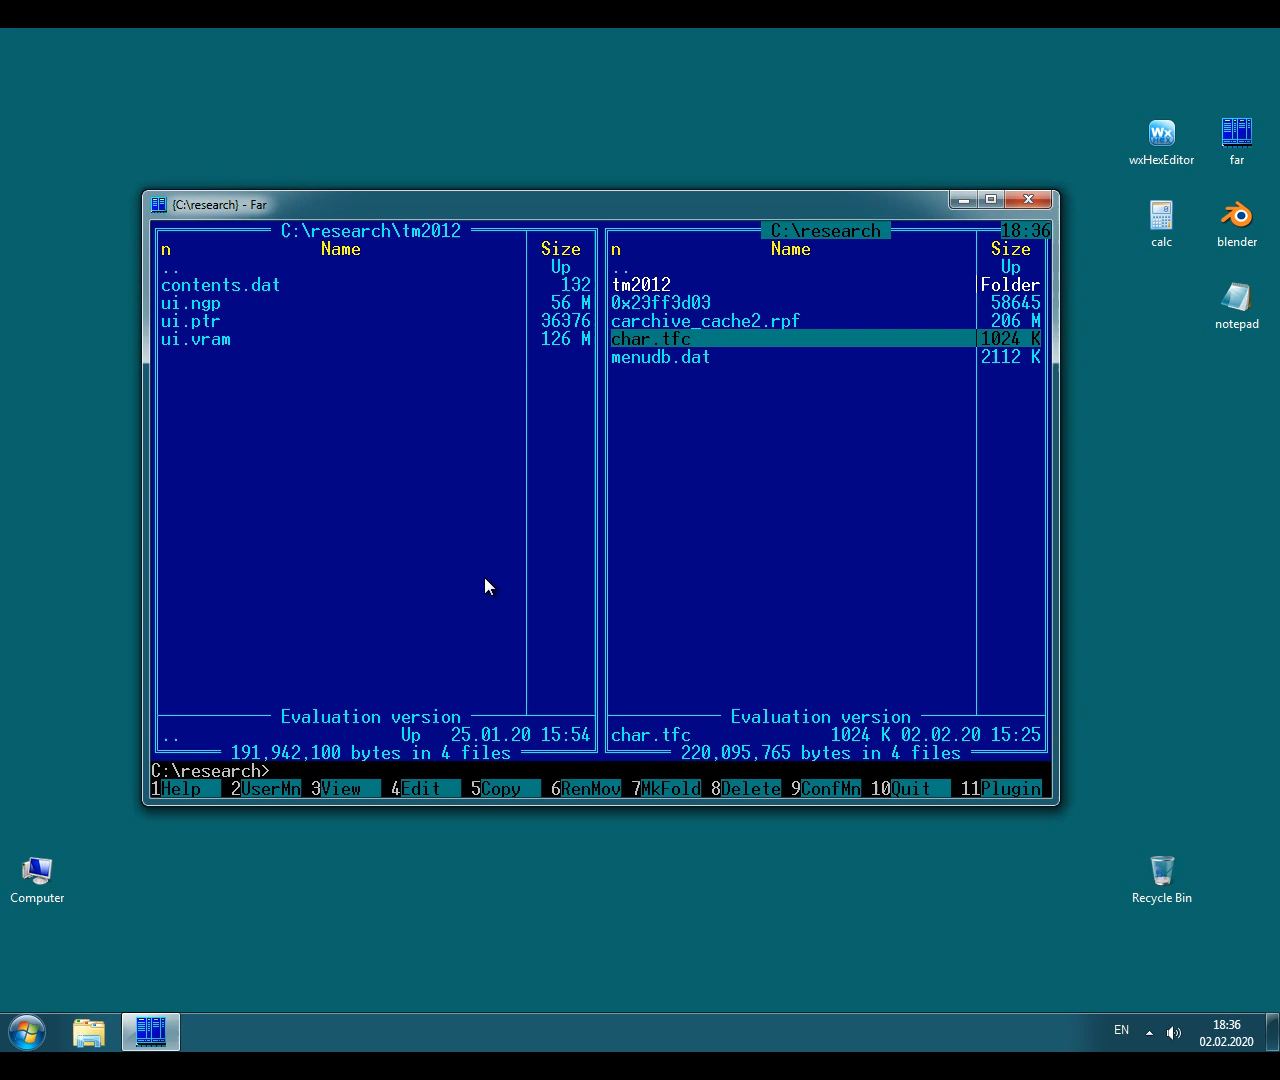 wxHexEditor
far
calc
blender
notepad
{C:\research} - Far
C:\research\tm2012
n Name Size
.. Up
contents.dat 132
ui.ngp 56 M
ui.ptr 36376
ui.vram 126 M
Evaluation version
.. Up 25.01.20 15:54
191,942,100 bytes in 4 files
C:\research 18:36
n Name Size
.. Up
tm2012 Folder
0x23ff3d03 58645
carchive_cache2.rpf 206 M
char.tfc 1024 K
menudb.dat 2112 K
Evaluation version
char.tfc 1024 K 02.02.20 15:25
220,095,765 bytes in 4 files
C:\research>
1Help 2UserMn 3View 4Edit 5Copy 6RenMov 7MkFold 8Delete 9ConfMn 10Quit 11Plugin
Computer
Recycle Bin
EN
18:36
02.02.2020